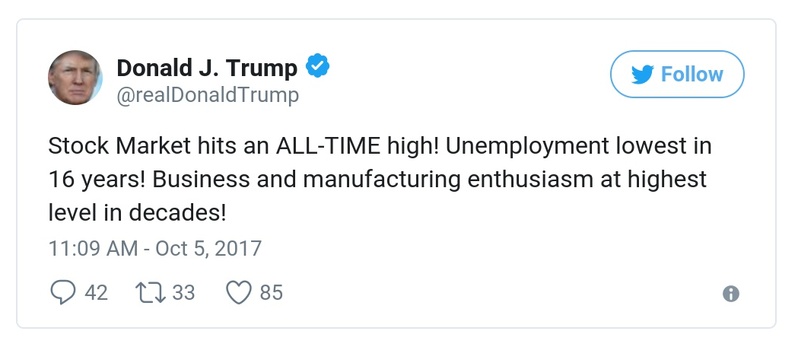 Donald J. Trump
@realDonaldTrump
Follow
Stock Market hits an ALL-TIME high! Unemployment lowest in
16 years! Business and manufacturing enthusiasm at highest
level in decades!
11:09 AM - Oct 5, 2017
42 33 85